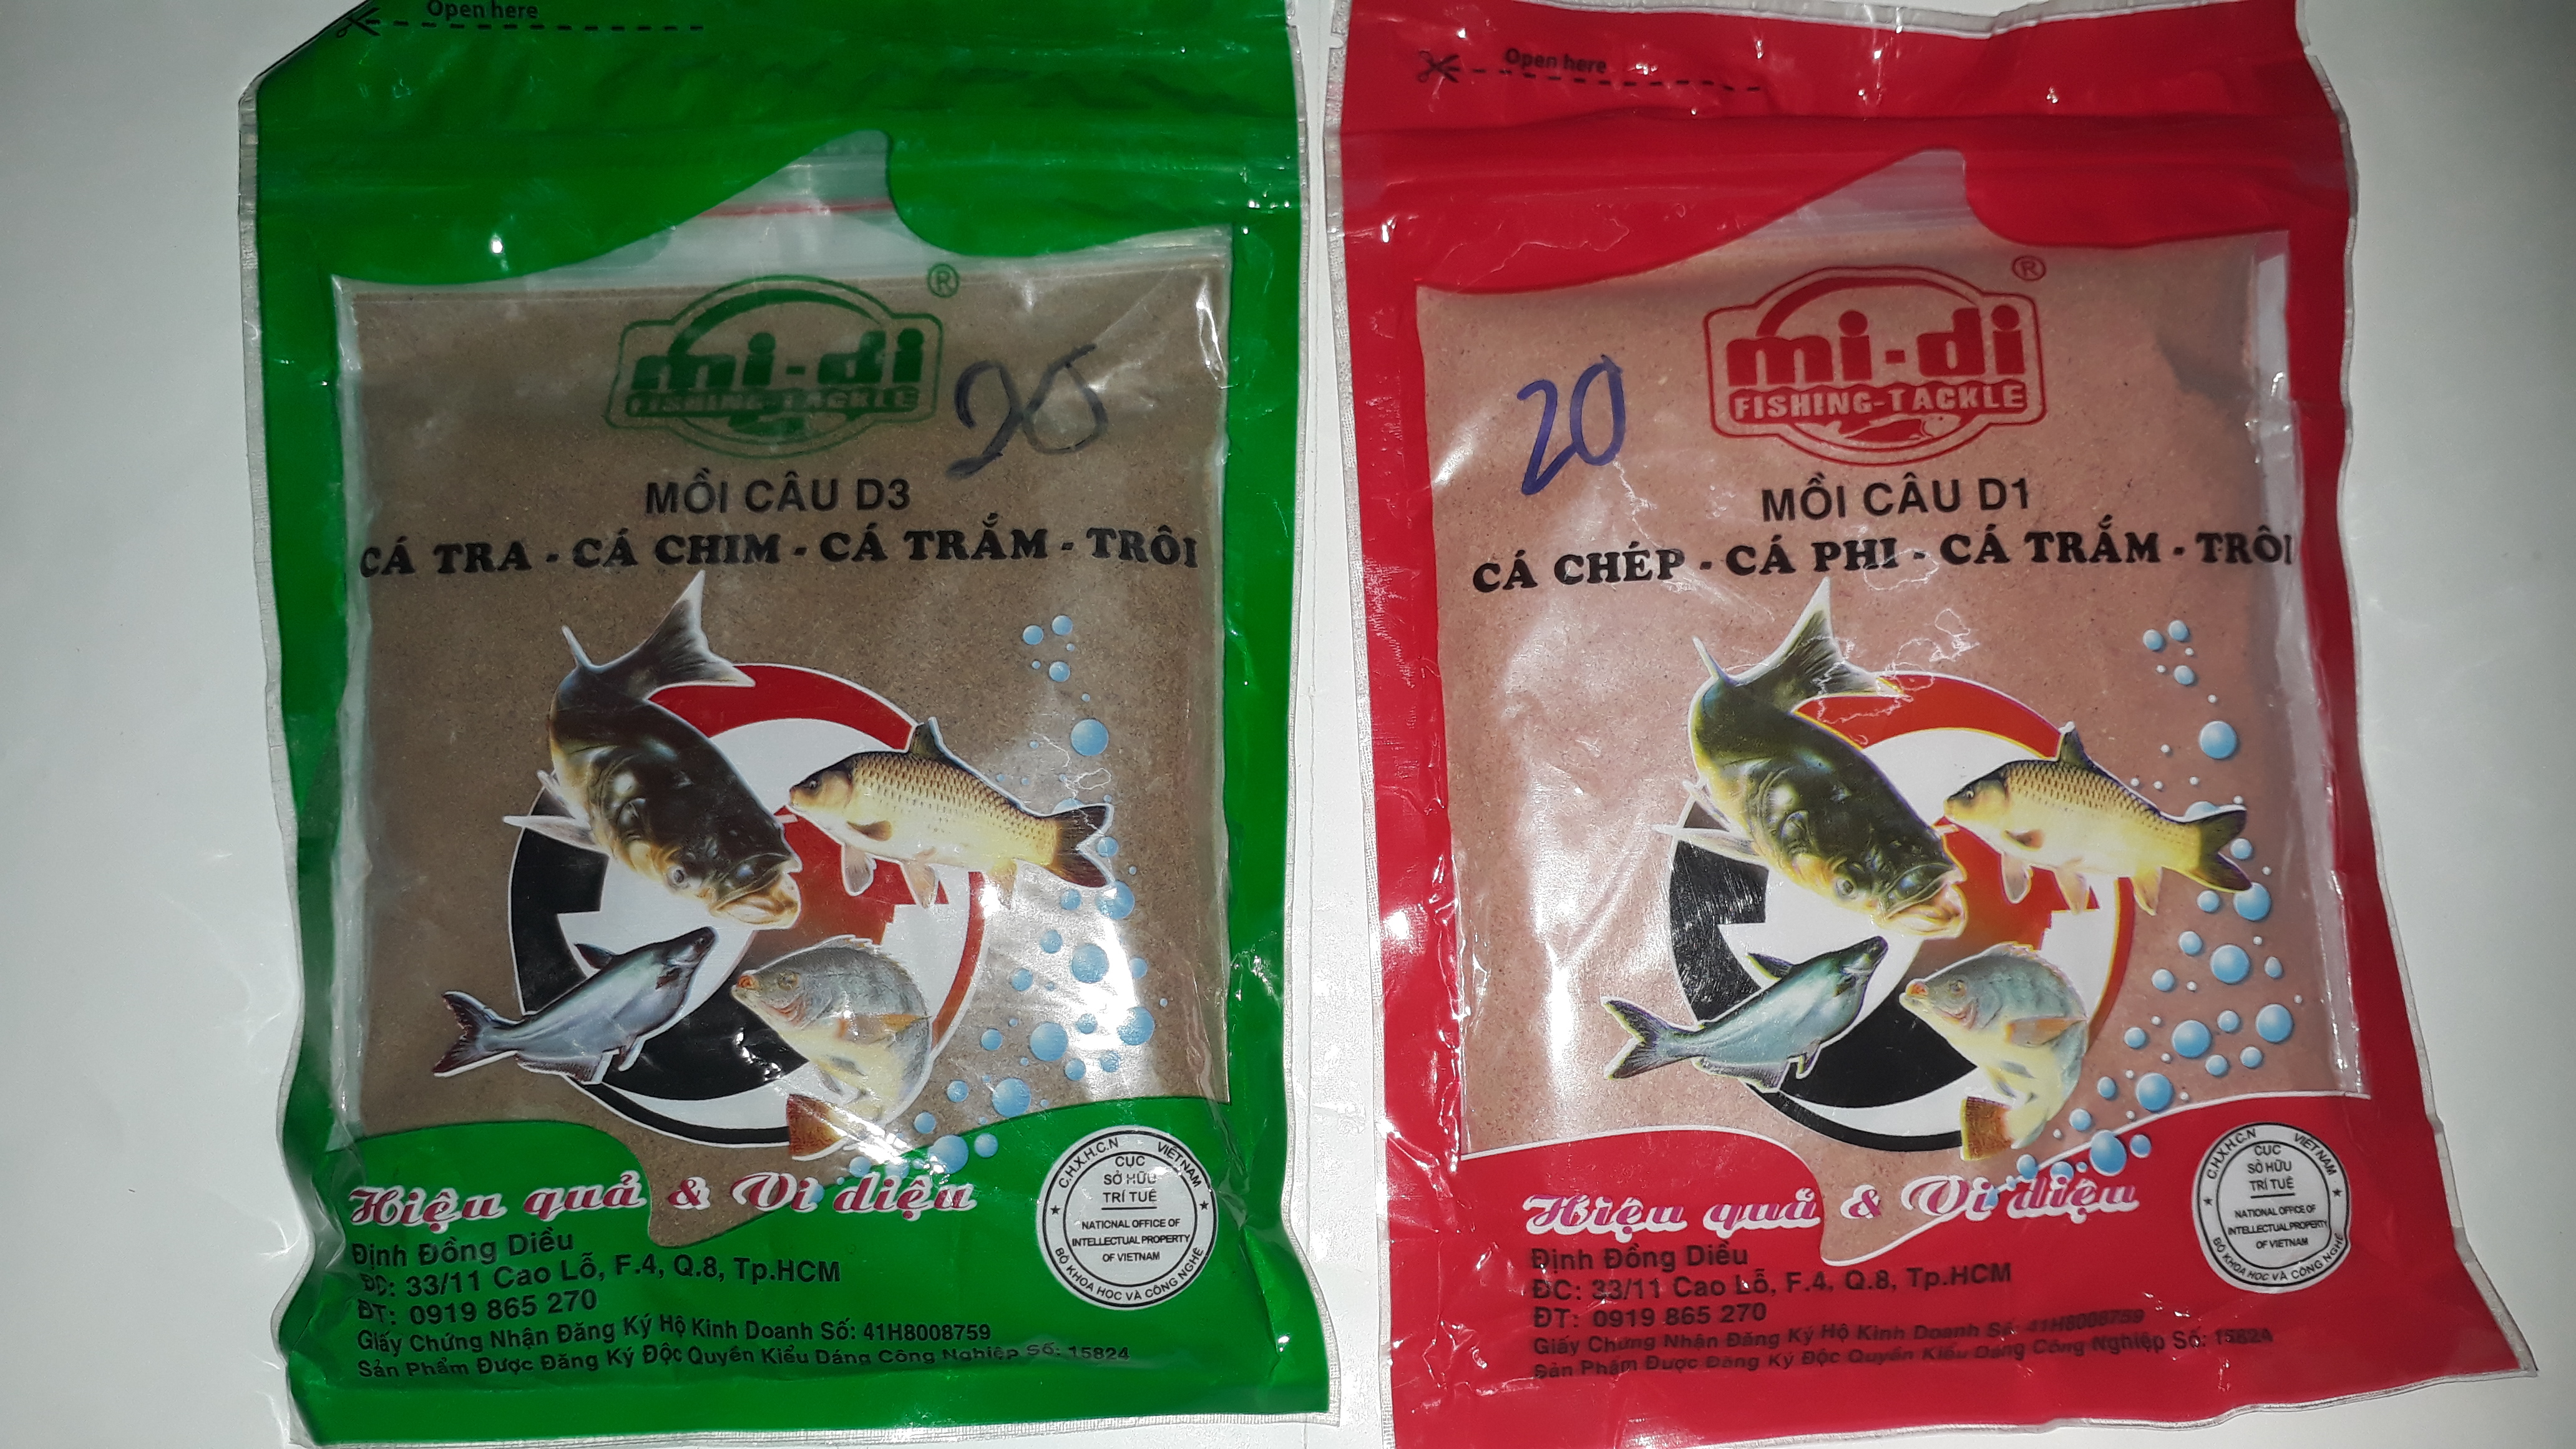 Open here
mi-di
®
FISHING-TACKLE
20
MỒI CÂU D3
CÁ TRA - CÁ CHIM - CÁ TRẮM - TRÔI
Hiệu quả & Vi diệu
Định Đồng Diều
ĐC: 33/11 Cao Lỗ, F.4, Q.8, Tp.HCM
ĐT: 0919 865 270
Giấy Chứng Nhận Đăng Ký Hộ Kinh Doanh Số: 41H8008759
Sản Phẩm Được Đăng Ký Độc Quyền Kiểu Dáng Công Nghiệp Số: 15824
C.H.X.H.C.N VIỆT NAM
CỤC
SỞ HỮU
TRÍ TUỆ
NATIONAL OFFICE OF
INTELLECTUAL PROPERTY
OF VIETNAM
BỘ KHOA HỌC VÀ CÔNG NGHỆ
Open here
mi-di
®
FISHING-TACKLE
20
MỒI CÂU D1
CÁ CHÉP - CÁ PHI - CÁ TRẮM - TRÔI
Hiệu quả & Vi diệu
Định Đồng Diều
ĐC: 33/11 Cao Lỗ, F.4, Q.8, Tp.HCM
ĐT: 0919 865 270
Giấy Chứng Nhận Đăng Ký Hộ Kinh Doanh Số: 41H8008759
Sản Phẩm Được Đăng Ký Độc Quyền Kiểu Dáng Công Nghiệp Số: 15824
C.H.X.H.C.N VIỆT NAM
CỤC
SỞ HỮU
TRÍ TUỆ
NATIONAL OFFICE OF
INTELLECTUAL PROPERTY
OF VIETNAM
BỘ KHOA HỌC VÀ CÔNG NGHỆ